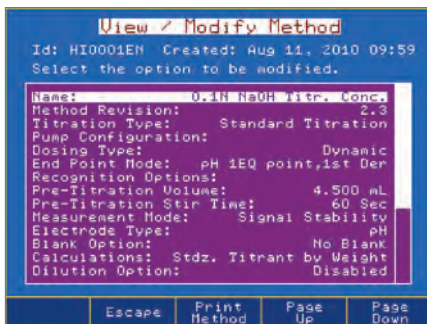 View / Modify Method
Id: HI0001EN Created: Aug 11, 2010 09:59
Select the option to be modified.
Name: 0.1N NaOH Titr. Conc.
Method Revision: 2.3
Titration Type: Standard Titration
Pump Configuration:
Dosing Type: Dynamic
End Point Mode: pH 1EQ point,1st Der
Recognition Options:
Pre-Titration Volume: 4.500 mL
Pre-Titration Stir Time: 60 Sec
Measurement Mode: Signal Stability
Electrode Type: pH
Blank Option: No Blank
Calculations: Stdz. Titrant by Weight
Dilution Option: Disabled
Escape Print Method Page Up Page Down